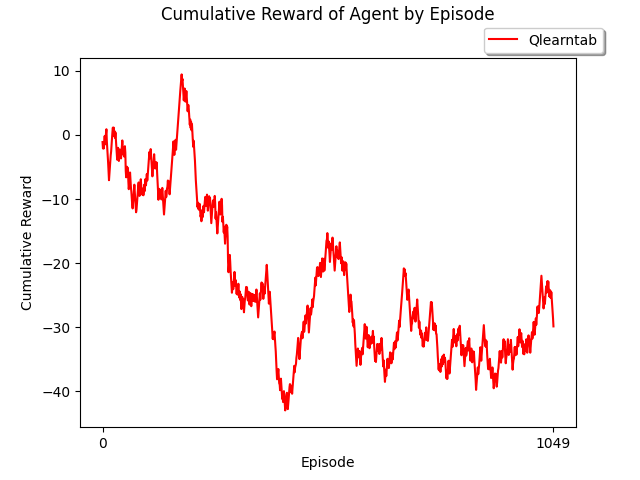 Cumulative Reward of Agent by Episode
Qlearntab
10
0
−10
−20
−30
−40
Cumulative Reward
0
1049
Episode